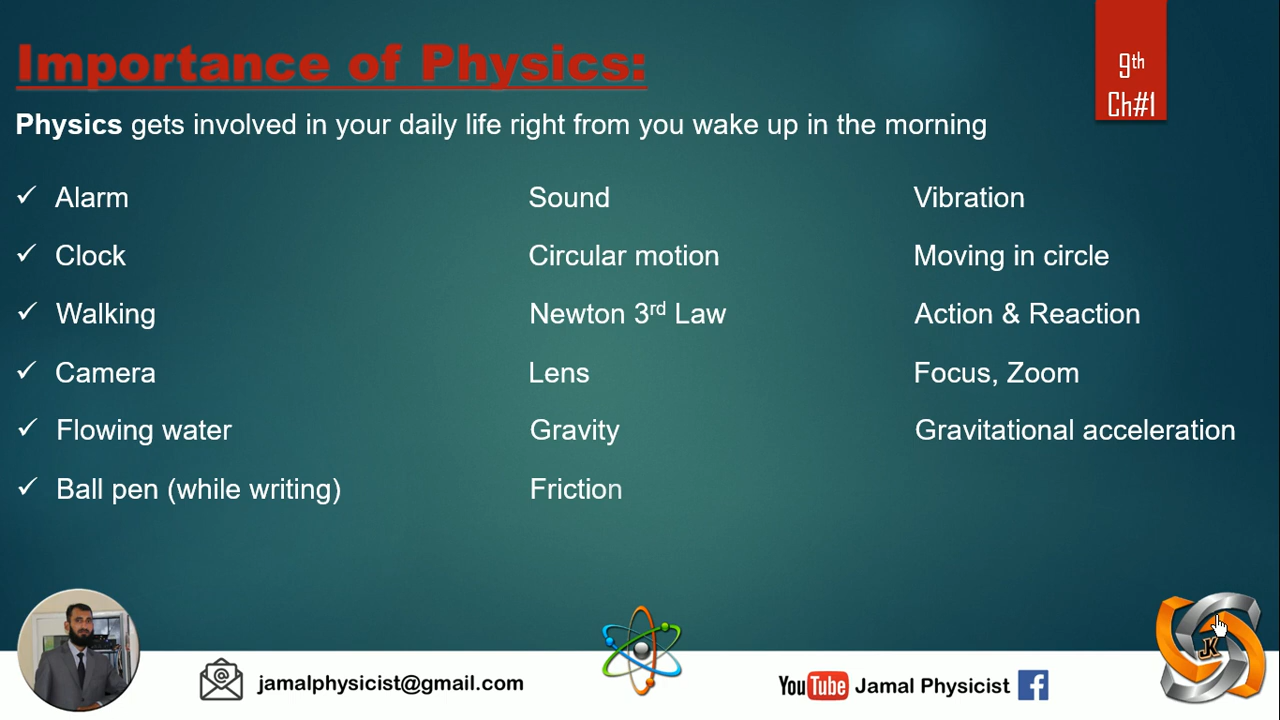 Importance of Physics:
9th
Ch#1
Physics gets involved in your daily life right from you wake up in the morning
✓ Alarm Sound Vibration
✓ Clock Circular motion Moving in circle
✓ Walking Newton 3rd Law Action & Reaction
✓ Camera Lens Focus, Zoom
✓ Flowing water Gravity Gravitational acceleration
✓ Ball pen (while writing) Friction
jamalphysicist@gmail.com
YouTube Jamal Physicist f
JK